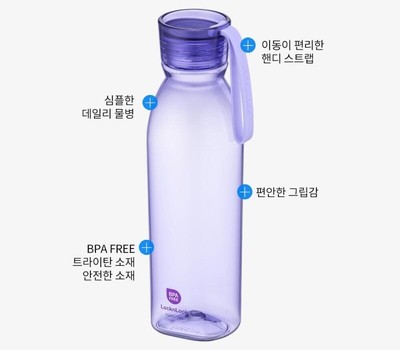 이동이 편리한
핸디 스트랩
심플한
데일리 물병
편안한 그립감
BPA FREE
트라이탄 소재
안전한 소재
BPA
FREE
LocknLock